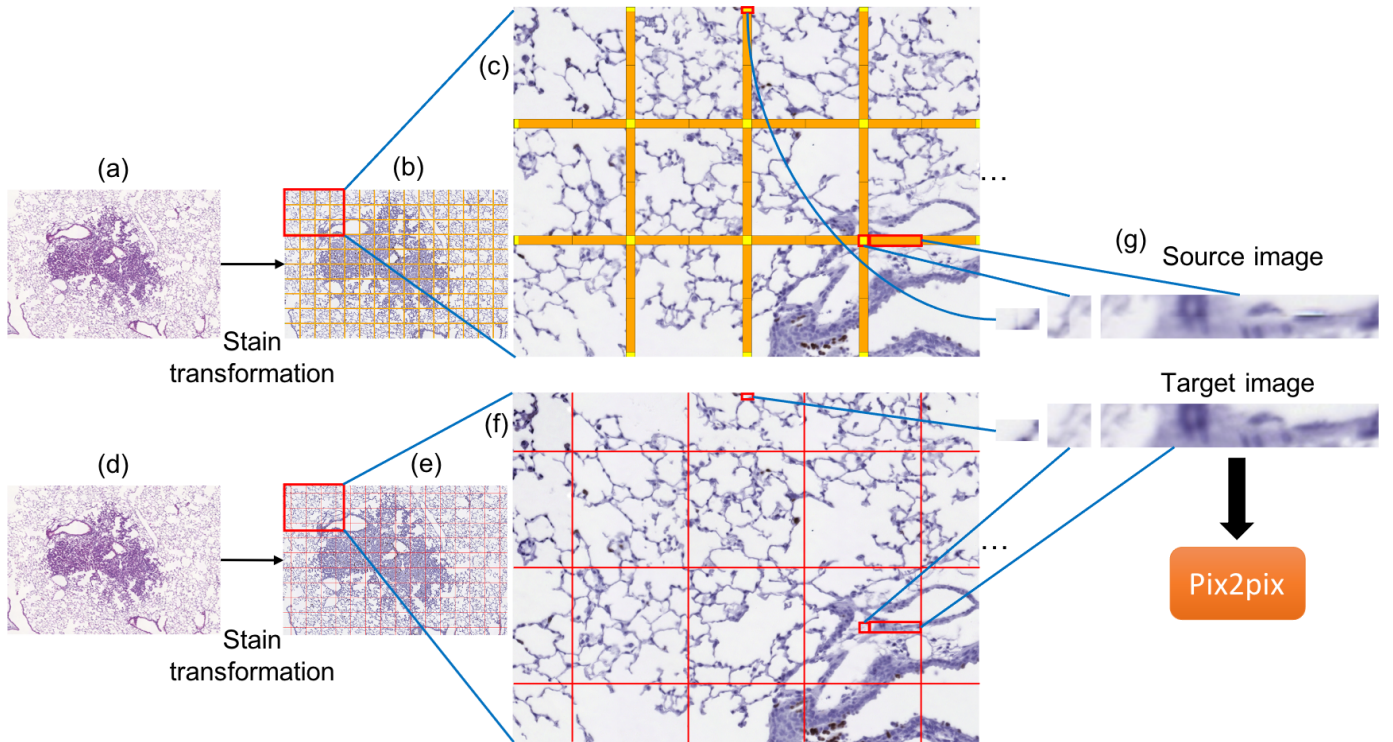 (c)
(a)
(b)
...
(g)
Source image
Stain
transformation
Target image
(f)
(d)
(e)
...
Pix2pix
Stain
transformation